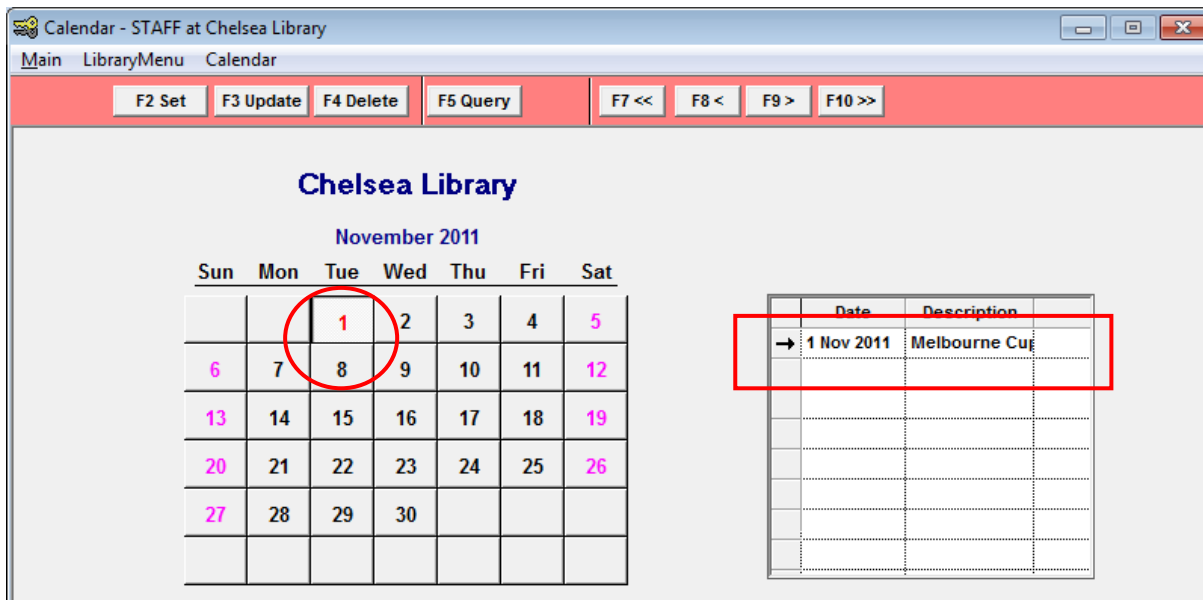 Calendar - STAFF at Chelsea Library
Main LibraryMenu Calendar
F2 Set F3 Update F4 Delete F5 Query F7 << F8 < F9 > F10 >>
Chelsea Library
November 2011
Sun Mon Tue Wed Thu Fri Sat
1 2 3 4 5
6 7 8 9 10 11 12
13 14 15 16 17 18 19
20 21 22 23 24 25 26
27 28 29 30
Date Description
1 Nov 2011 Melbourne Cup